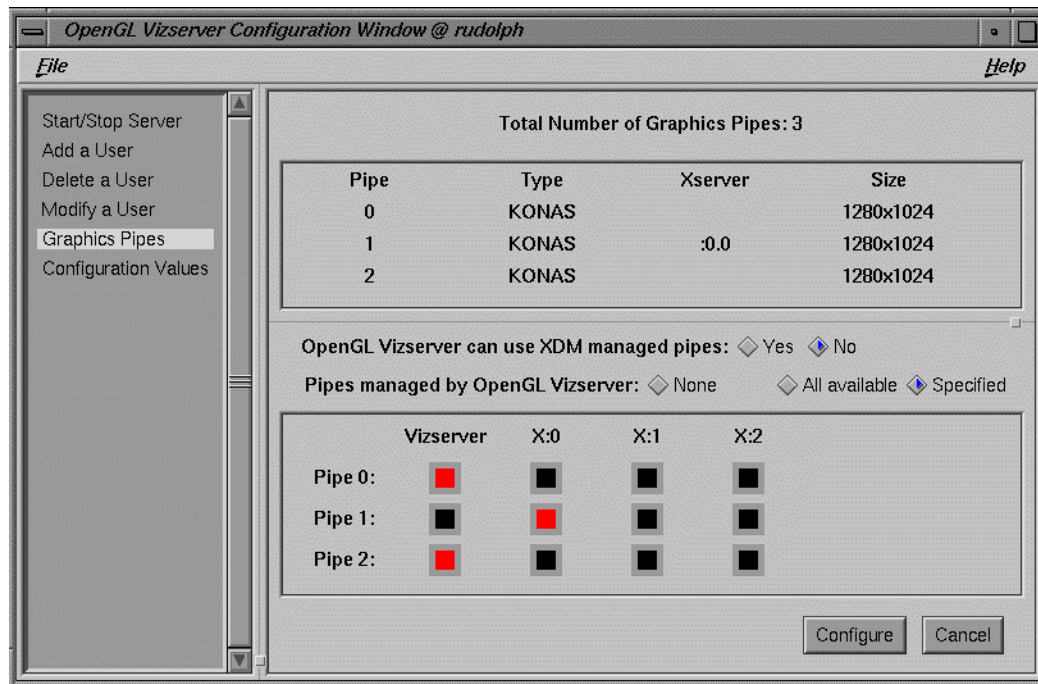 OpenGL Vizserver Configuration Window @ rudolph
File Help
Start/Stop Server
Add a User
Delete a User
Modify a User
Graphics Pipes
Configuration Values
Total Number of Graphics Pipes: 3
Pipe Type Xserver Size
0 KONAS 1280x1024
1 KONAS :0.0 1280x1024
2 KONAS 1280x1024
OpenGL Vizserver can use XDM managed pipes: Yes No
Pipes managed by OpenGL Vizserver: None All available Specified
Vizserver X:0 X:1 X:2
Pipe 0:
Pipe 1:
Pipe 2:
Configure Cancel